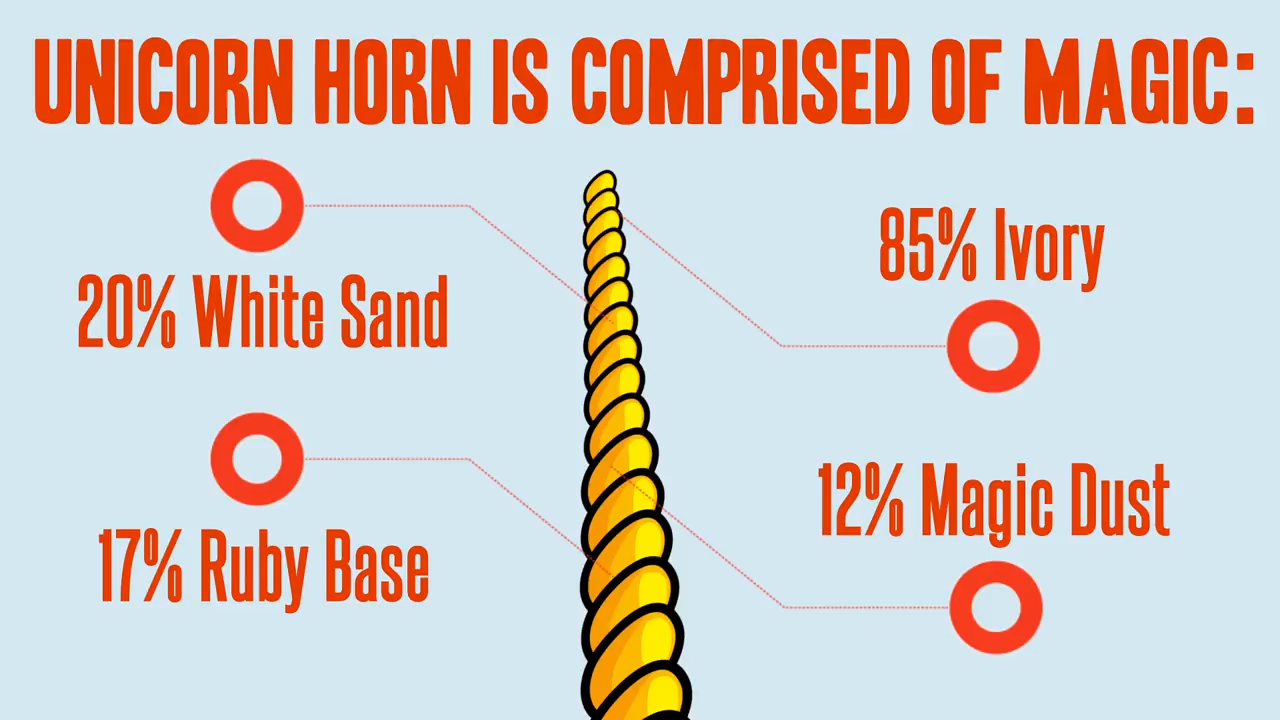 UNICORN HORN IS COMPRISED OF MAGIC:
20% White Sand
85% Ivory
17% Ruby Base
12% Magic Dust